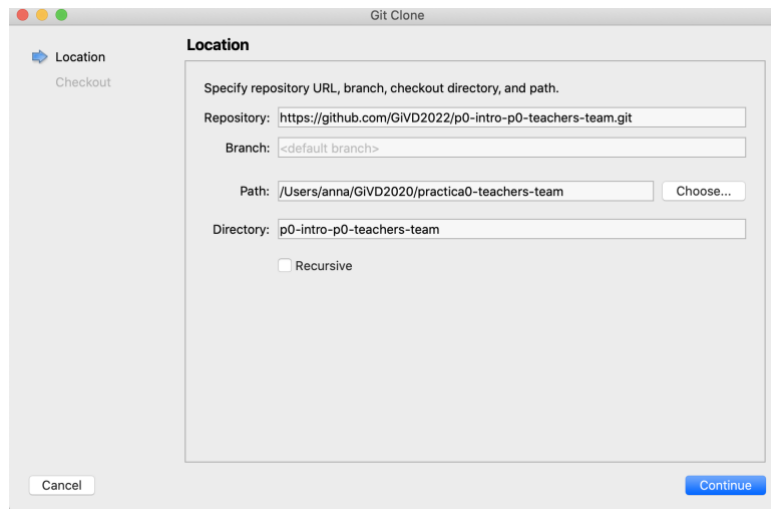 Git Clone
Location
Checkout
Location
Specify repository URL, branch, checkout directory, and path.
Repository: https://github.com/GiVD2022/p0-intro-p0-teachers-team.git
Branch: <default branch>
Path: /Users/anna/GiVD2020/practica0-teachers-team Choose...
Directory: p0-intro-p0-teachers-team
Recursive
Cancel Continue